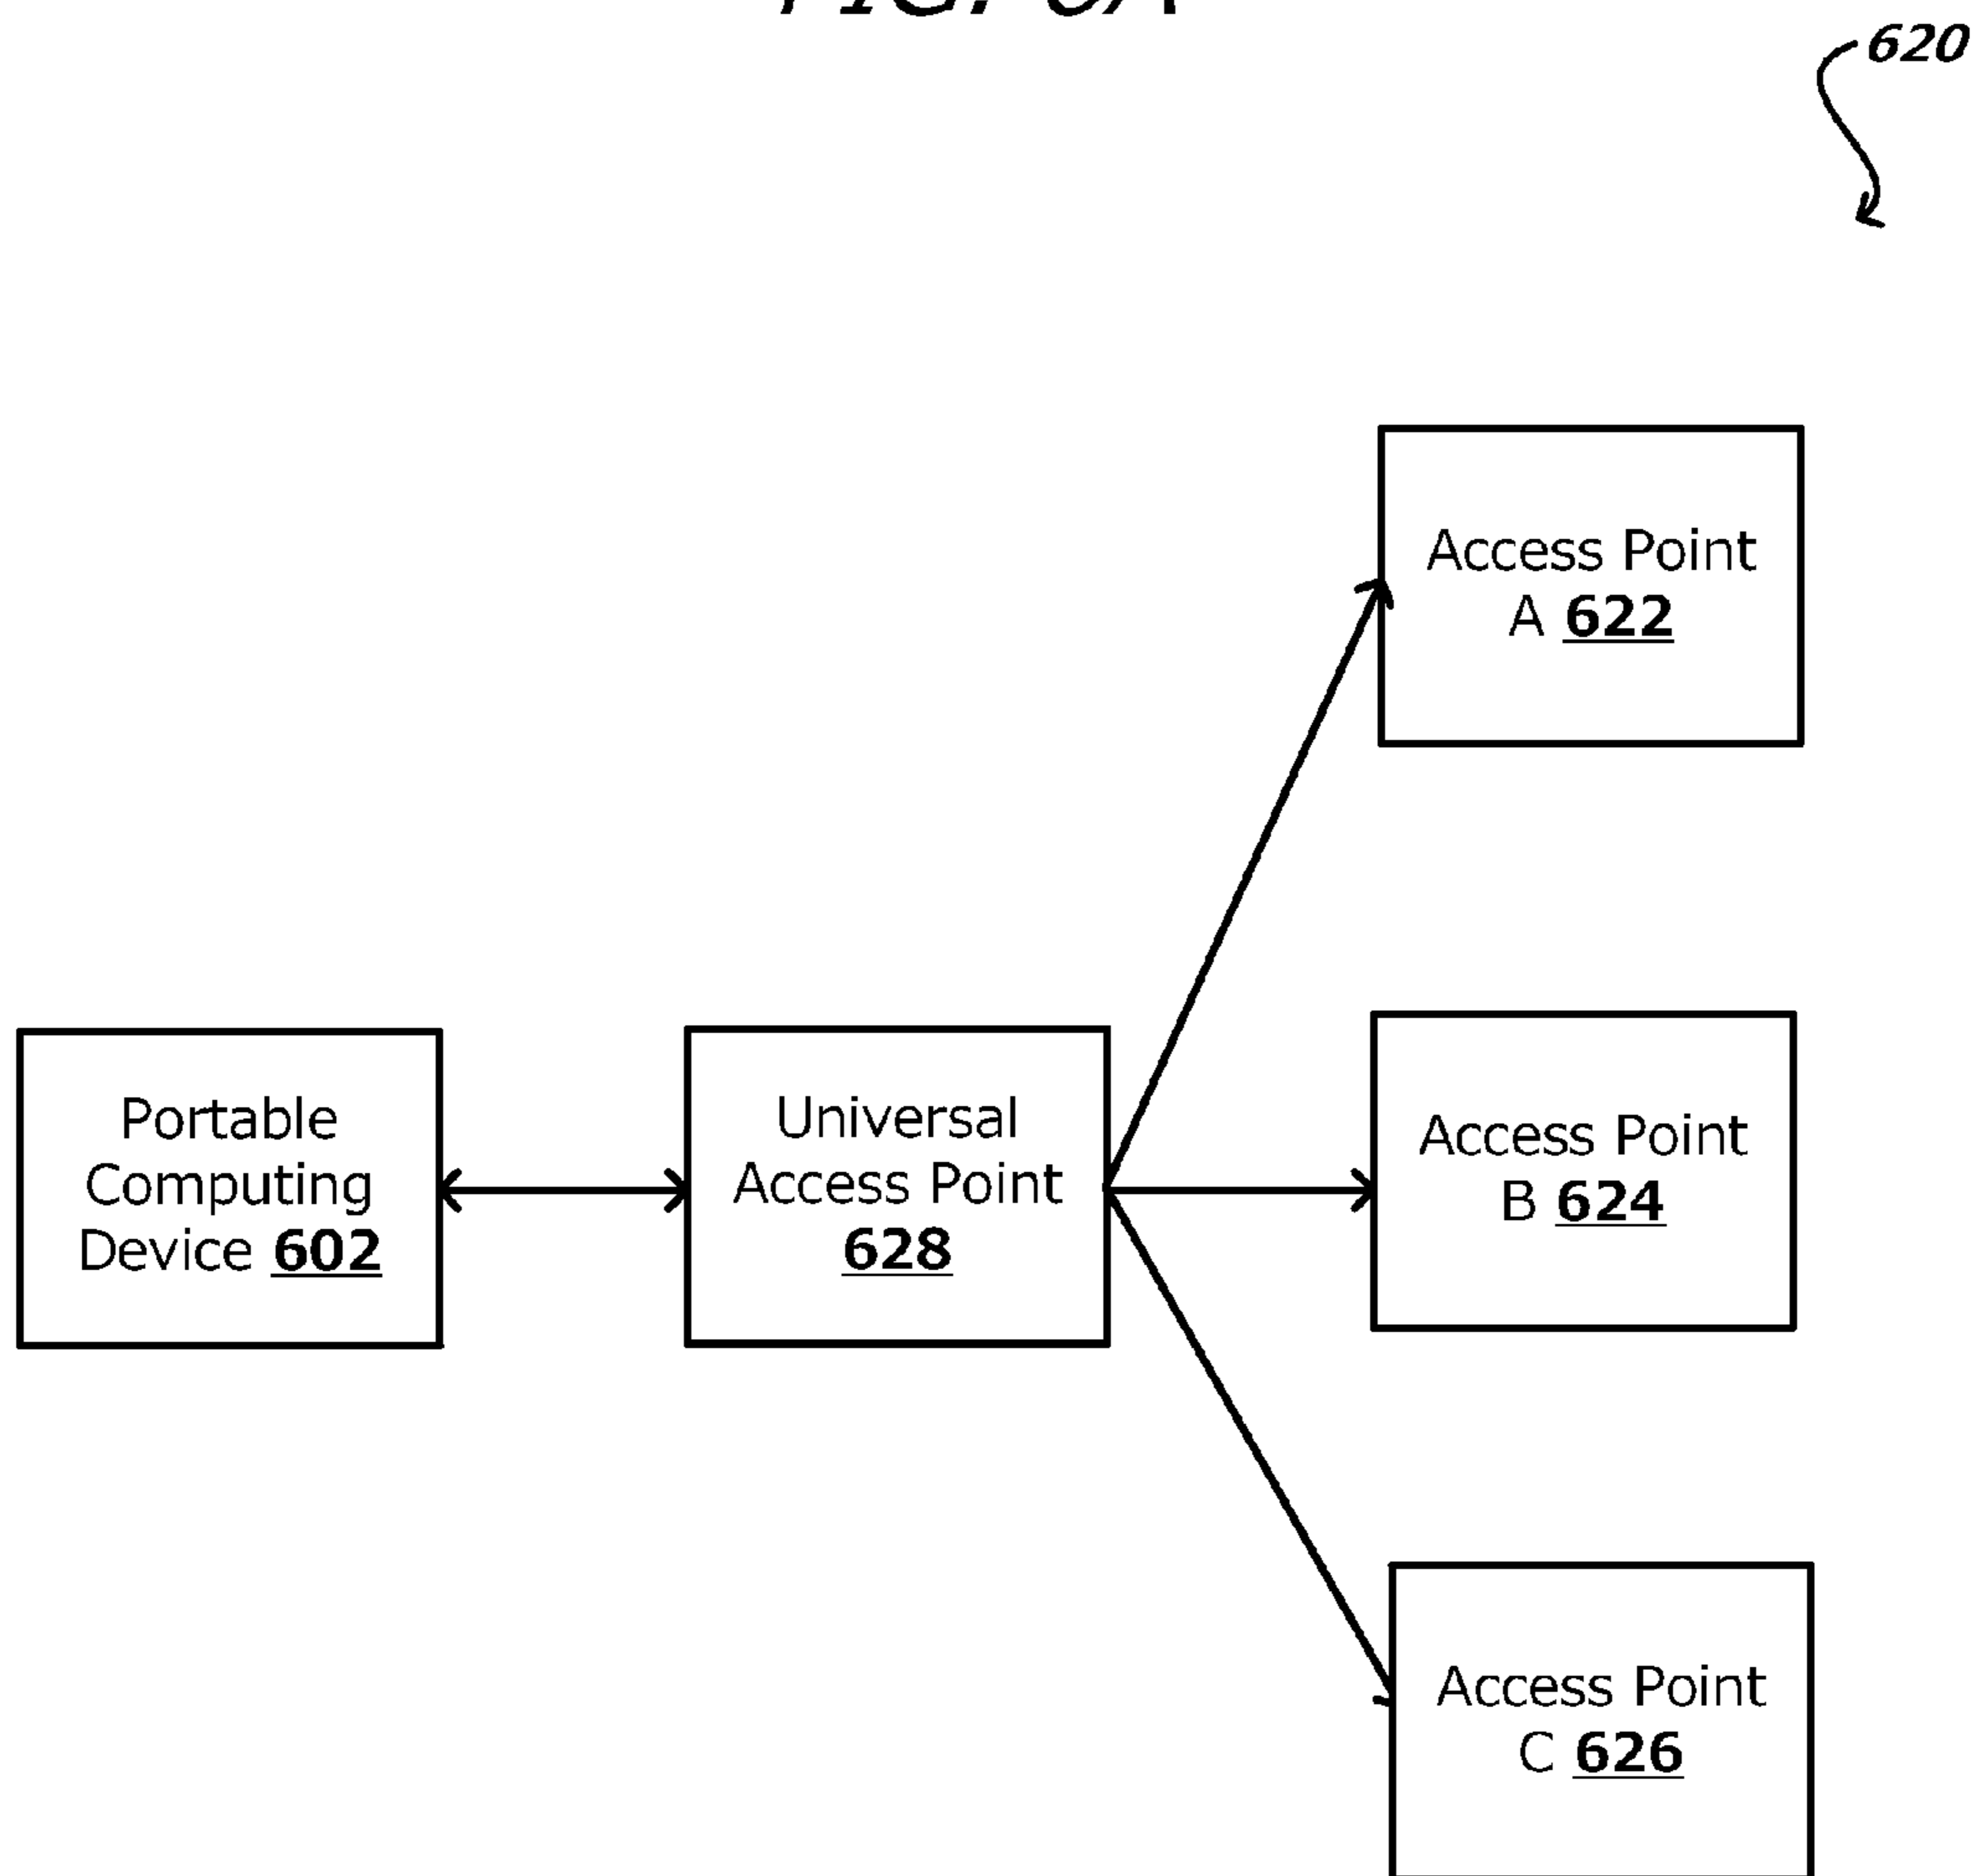 620
Access Point
A 622
Portable
Computing
Device 602
Universal
Access Point
628
Access Point
B 624
Access Point
C 626